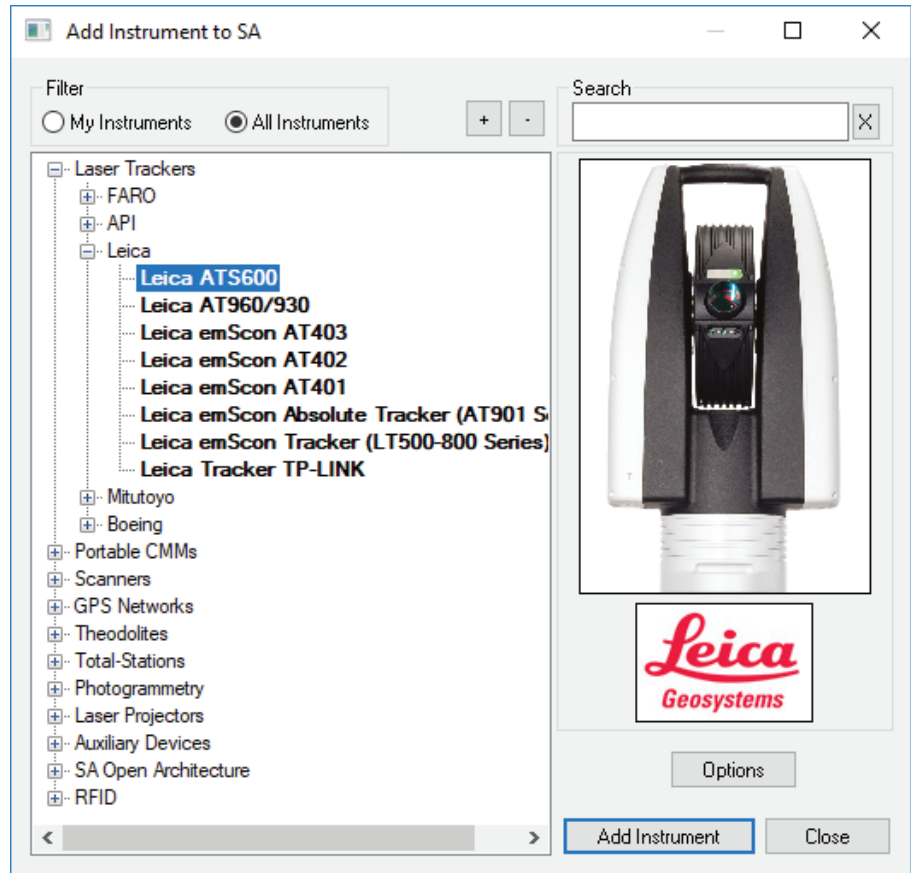 Add Instrument to SA
Filter
My Instruments All Instruments
+ -
Search
X
Laser Trackers
FARO
API
Leica
Leica ATS600
Leica AT960/930
Leica emScon AT403
Leica emScon AT402
Leica emScon AT401
Leica emScon Absolute Tracker (AT901 S
Leica emScon Tracker (LT500-800 Series)
Leica Tracker TP-LINK
Mitutoyo
Boeing
Portable CMMs
Scanners
GPS Networks
Theodolites
Total-Stations
Photogrammetry
Laser Projectors
Auxiliary Devices
SA Open Architecture
RFID
Leica
Geosystems
Options
Add Instrument Close